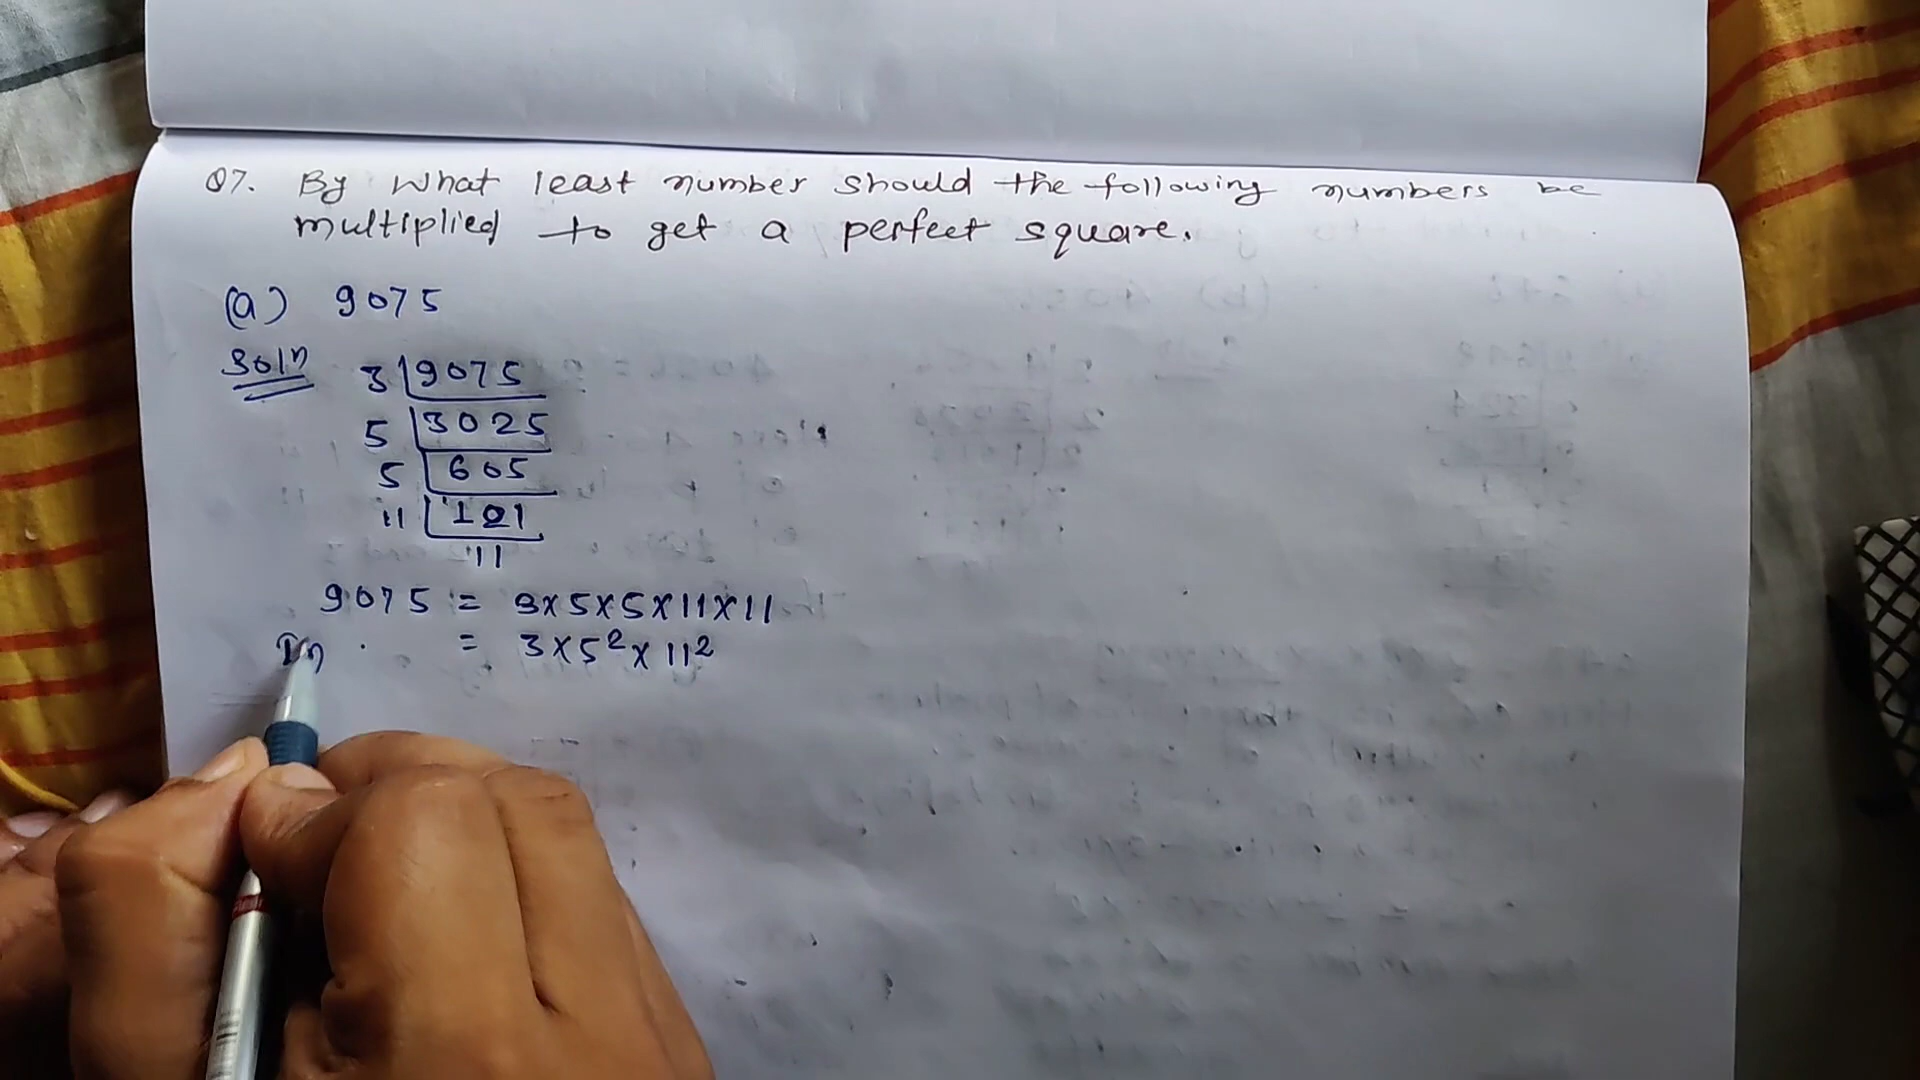 Q7. By what least number should the following numbers be
multiplied to get a perfect square.
(a) 9075
Soln
3 9075
5 3025
5 605
11 121
11
9075 = 3×5×5×11×11
= 3×5²×11²
In